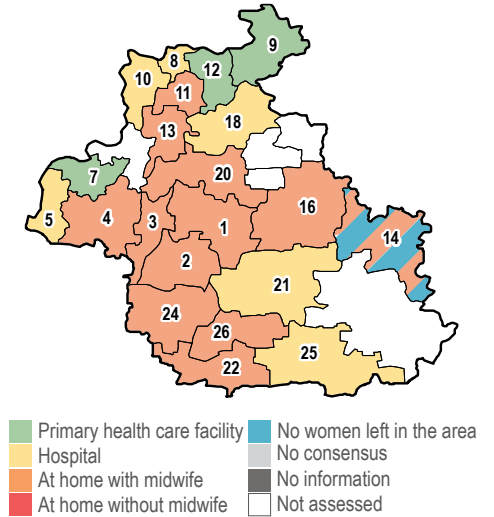 9
8
10
12
11
18
13
20
7
5
4
3
1
16
14
2
21
24
26
25
22
Primary health care facility
Hospital
At home with midwife
At home without midwife
No women left in the area
No consensus
No information
Not assessed